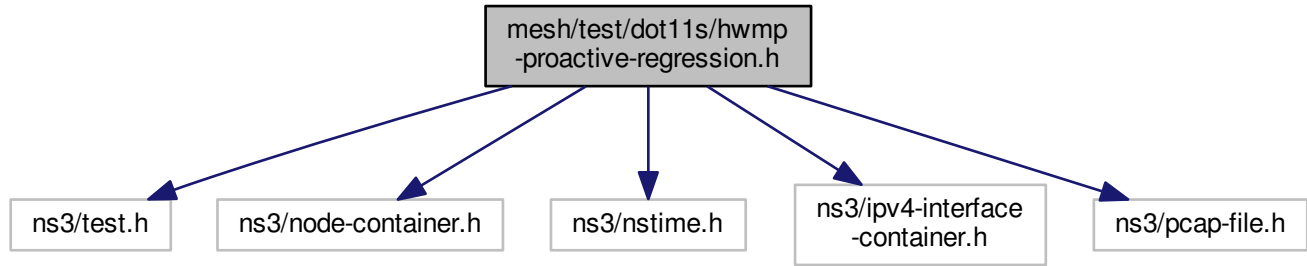 mesh/test/dot11s/hwmp
-proactive-regression.h
ns3/test.h
ns3/node-container.h
ns3/nstime.h
ns3/ipv4-interface
-container.h
ns3/pcap-file.h